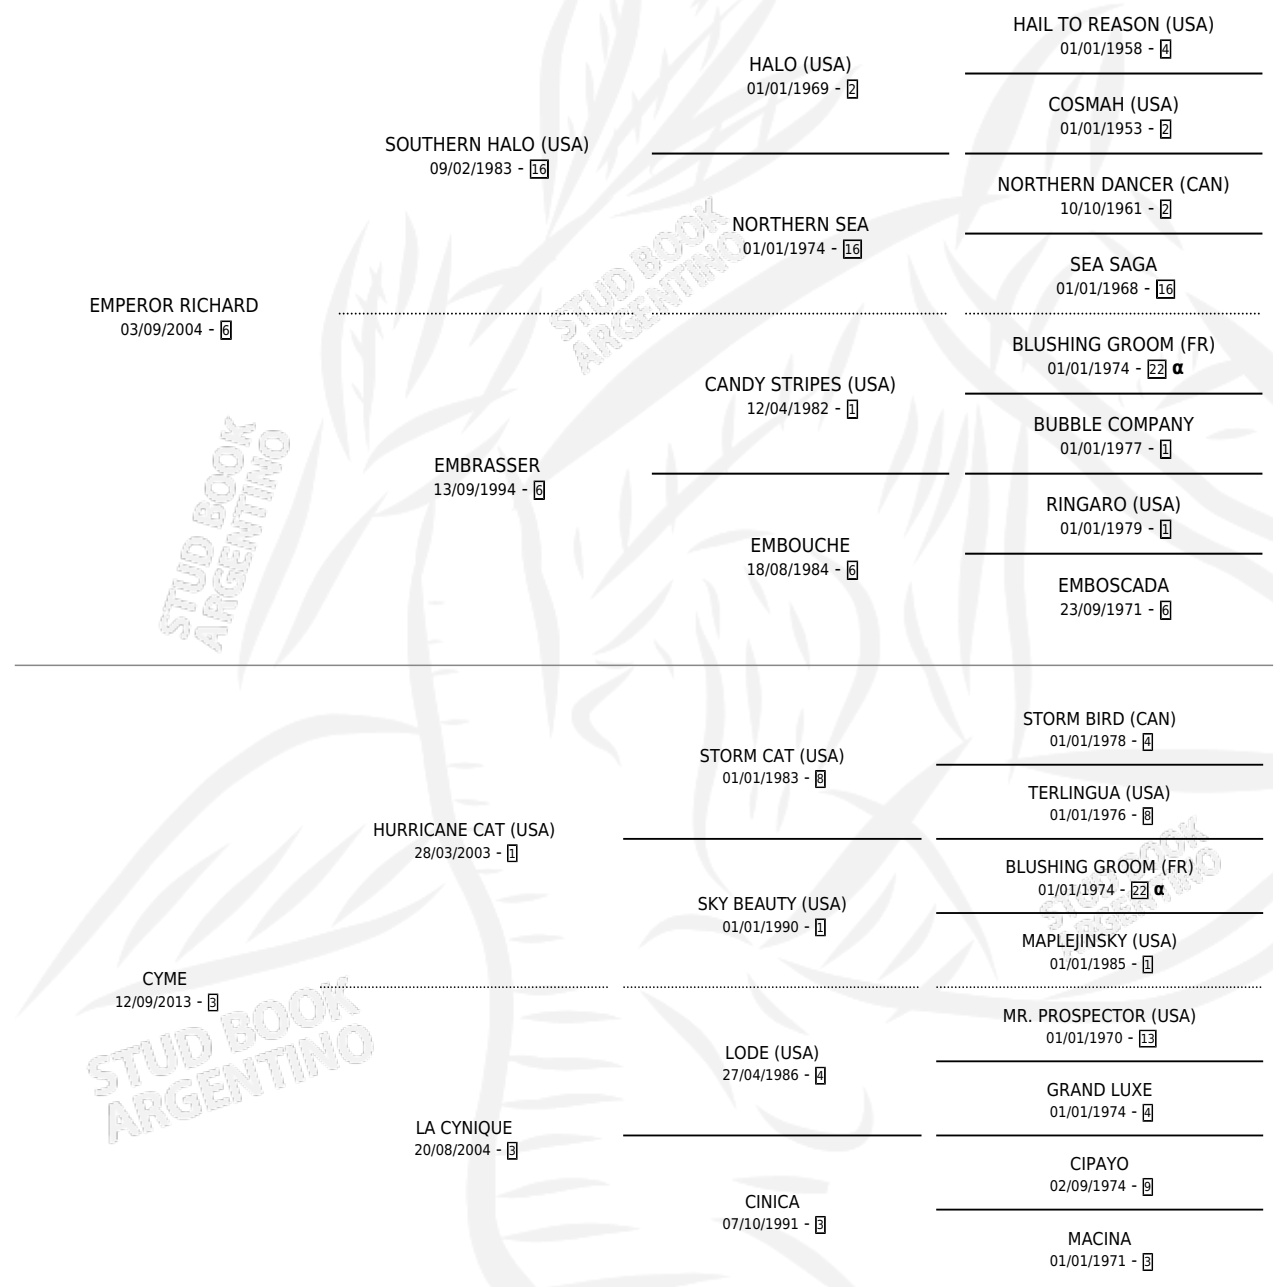 HAIL TO REASON (USA)
01/01/1958 - 4
HALO (USA)
01/01/1969 - 2
COSMAH (USA)
01/01/1953 - 2
SOUTHERN HALO (USA)
09/02/1983 - 16
NORTHERN DANCER (CAN)
10/10/1961 - 2
NORTHERN SEA
01/01/1974 - 16
SEA SAGA
01/01/1968 - 16
EMPEROR RICHARD
03/09/2004 - 6
BLUSHING GROOM (FR)
01/01/1974 - 22 α
CANDY STRIPES (USA)
12/04/1982 - 1
BUBBLE COMPANY
01/01/1977 - 1
EMBRASSER
13/09/1994 - 6
RINGARO (USA)
01/01/1979 - 1
EMBOUCHE
18/08/1984 - 6
EMBOSCADA
23/09/1971 - 6
STORM BIRD (CAN)
01/01/1978 - 4
STORM CAT (USA)
01/01/1983 - 8
TERLINGUA (USA)
01/01/1976 - 8
HURRICANE CAT (USA)
28/03/2003 - 1
BLUSHING GROOM (FR)
01/01/1974 - 22 α
SKY BEAUTY (USA)
01/01/1990 - 1
MAPLEJINSKY (USA)
01/01/1985 - 1
CYME
12/09/2013 - 3
MR. PROSPECTOR (USA)
01/01/1970 - 13
LODE (USA)
27/04/1986 - 4
GRAND LUXE
01/01/1974 - 4
LA CYNIQUE
20/08/2004 - 3
CIPAYO
02/09/1974 - 9
CINICA
07/10/1991 - 3
MACINA
01/01/1971 - 3
STUD BOOK
ARGENTINO
STUD BOOK
ARGENTINO
STUD BOOK
ARGENTINO
STUD BOOK
ARGENTINO